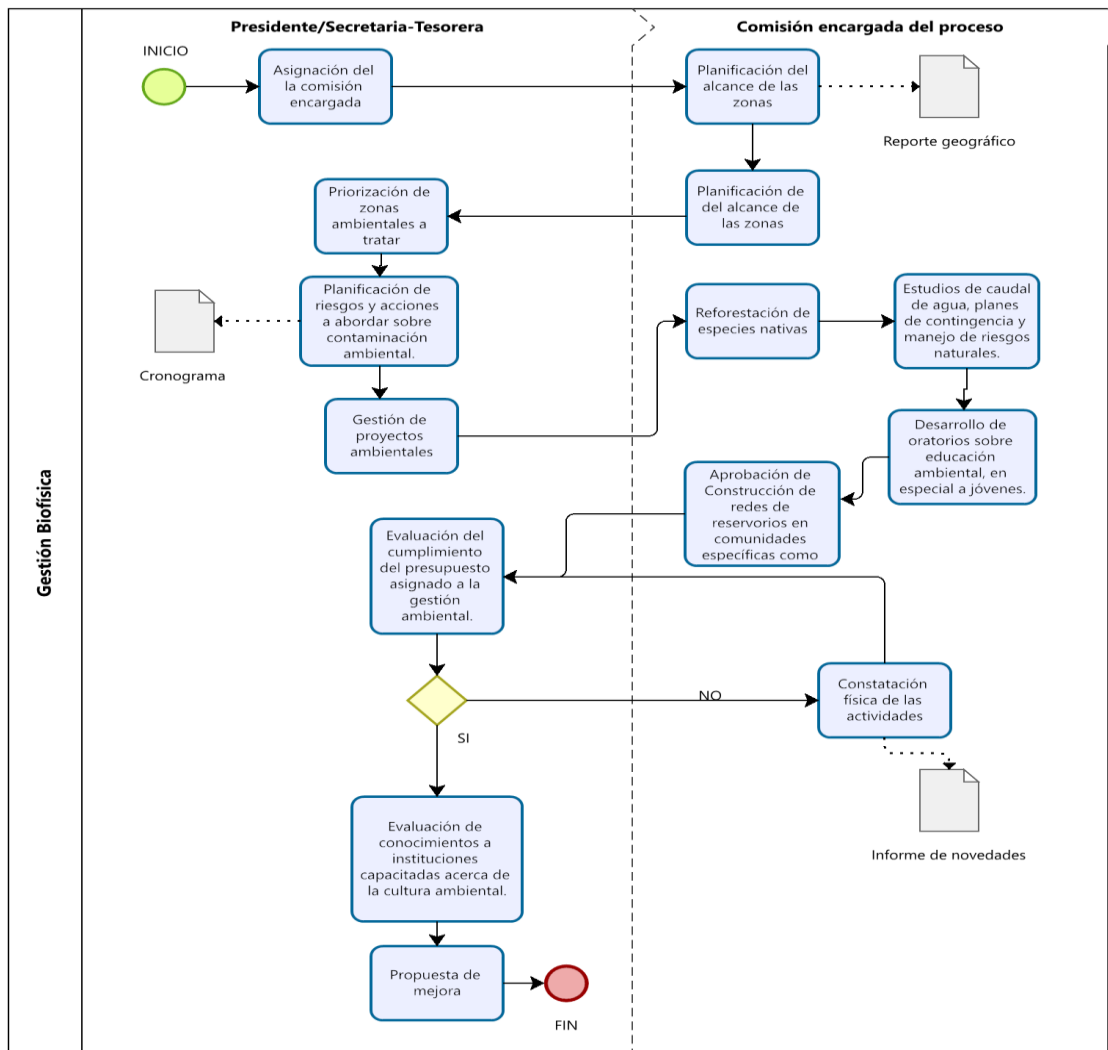 Gestión Biofísica
Presidente/Secretaria-Tesorera
Comisión encargada del proceso
INICIO
Asignación del
la comisión
encargada
Planificación del
alcance de las
zonas
Reporte geográfico
Planificación de
del alcance de
las zonas
Priorización de
zonas
ambientales a
tratar
Planificación de
riesgos y acciones
a abordar sobre
contaminación
ambiental.
Cronograma
Gestión de
proyectos
ambientales
Reforestación de
especies nativas
Estudios de caudal
de agua, planes
de contingencia y
manejo de riesgos
naturales.
Desarrollo de
oratorios sobre
educación
ambiental, en
especial a jóvenes.
Aprobación de
Construcción de
redes de
reservorios en
comunidades
específicas como
Evaluación del
cumplimiento
del presupuesto
asignado a la
gestión
ambiental.
NO
SI
Constatación
física de las
actividades
Informe de novedades
Evaluación de
conocimientos a
instituciones
capacitadas acerca de
la cultura ambiental.
Propuesta de
mejora
FIN